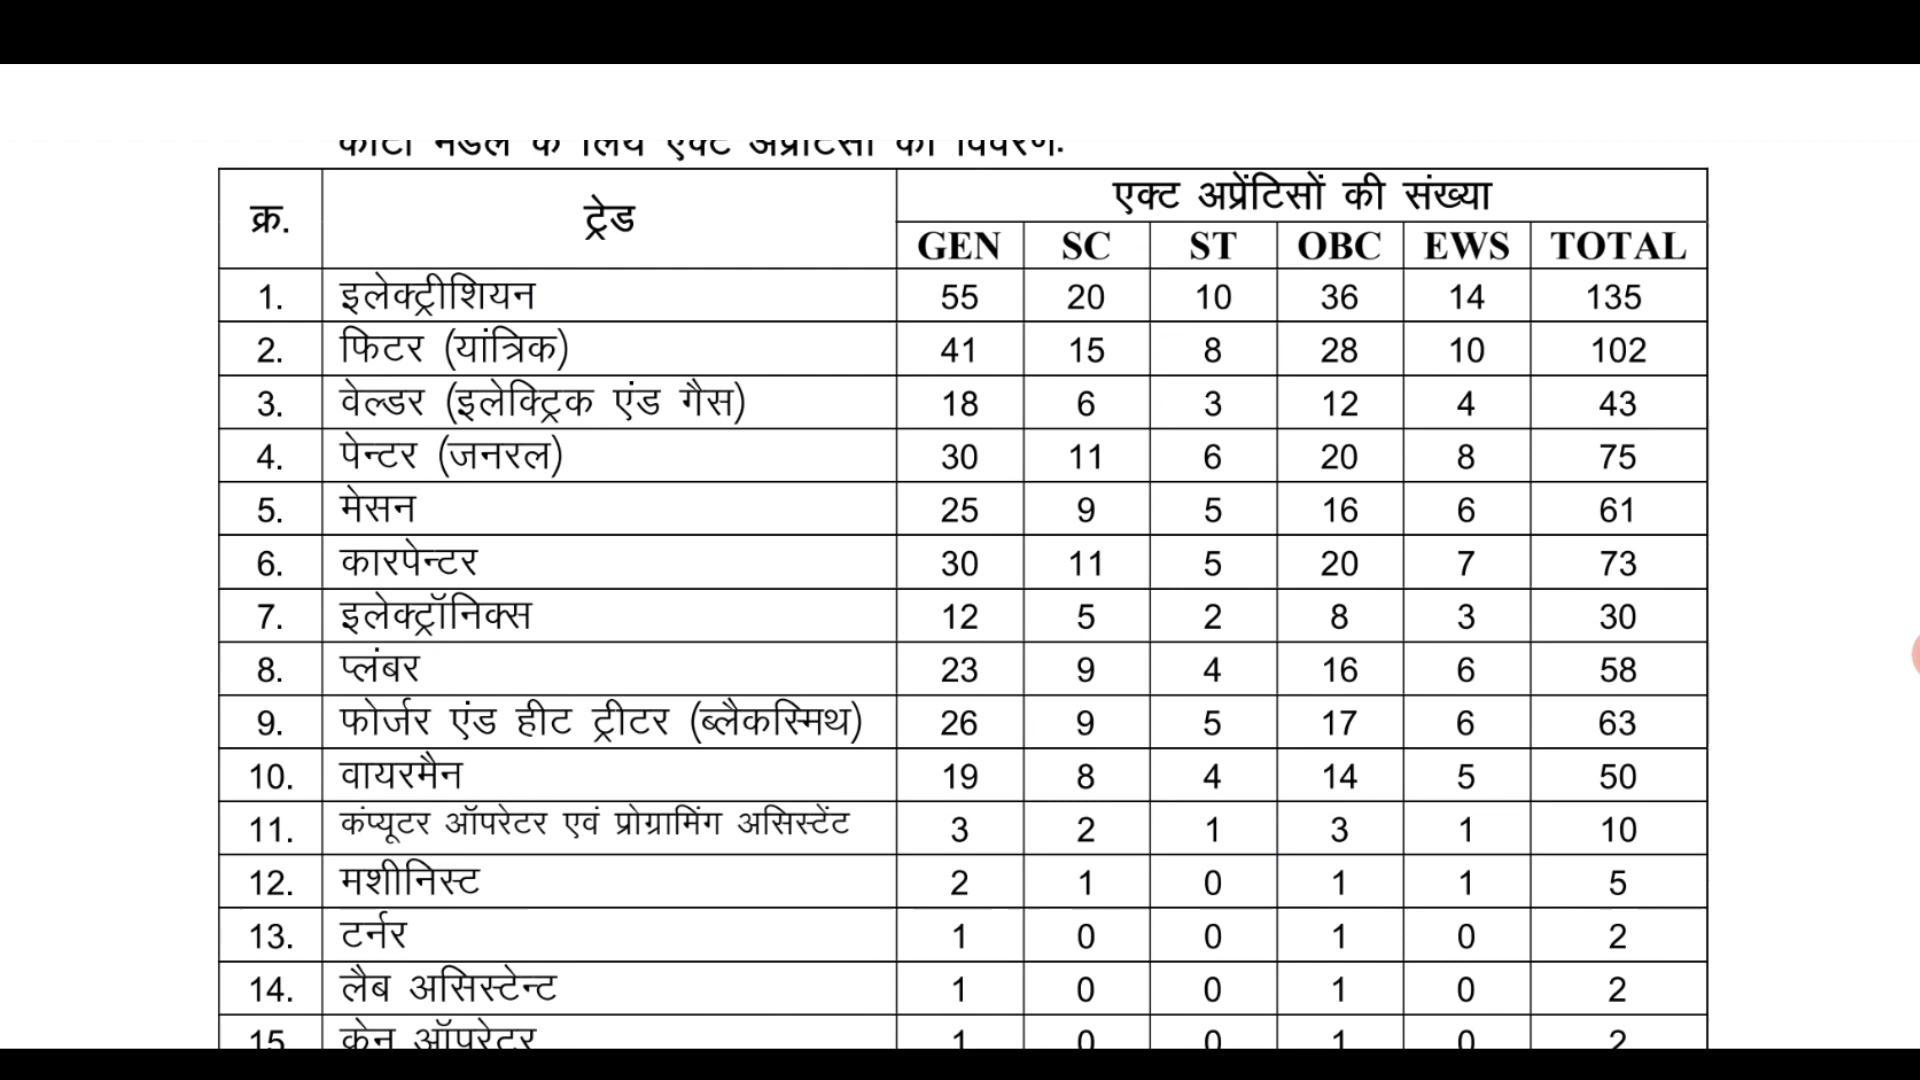 कोटा मंडल के लिये एक्ट अप्रेंटिसों का विवरण:
क्र. ट्रेड एक्ट अप्रेंटिसों की संख्या
GEN SC ST OBC EWS TOTAL
1. इलेक्ट्रीशियन 55 20 10 36 14 135
2. फिटर (यांत्रिक) 41 15 8 28 10 102
3. वेल्डर (इलेक्ट्रिक एंड गैस) 18 6 3 12 4 43
4. पेन्टर (जनरल) 30 11 6 20 8 75
5. मेसन 25 9 5 16 6 61
6. कारपेन्टर 30 11 5 20 7 73
7. इलेक्ट्रॉनिक्स 12 5 2 8 3 30
8. प्लंबर 23 9 4 16 6 58
9. फोर्जर एंड हीट ट्रीटर (ब्लैकस्मिथ) 26 9 5 17 6 63
10. वायरमैन 19 8 4 14 5 50
11. कंप्यूटर ऑपरेटर एवं प्रोग्रामिंग असिस्टेंट 3 2 1 3 1 10
12. मशीनिस्ट 2 1 0 1 1 5
13. टर्नर 1 0 0 1 0 2
14. लैब असिस्टेन्ट 1 0 0 1 0 2
15 क्रेन ऑपरेटर 1 0 0 1 0 2